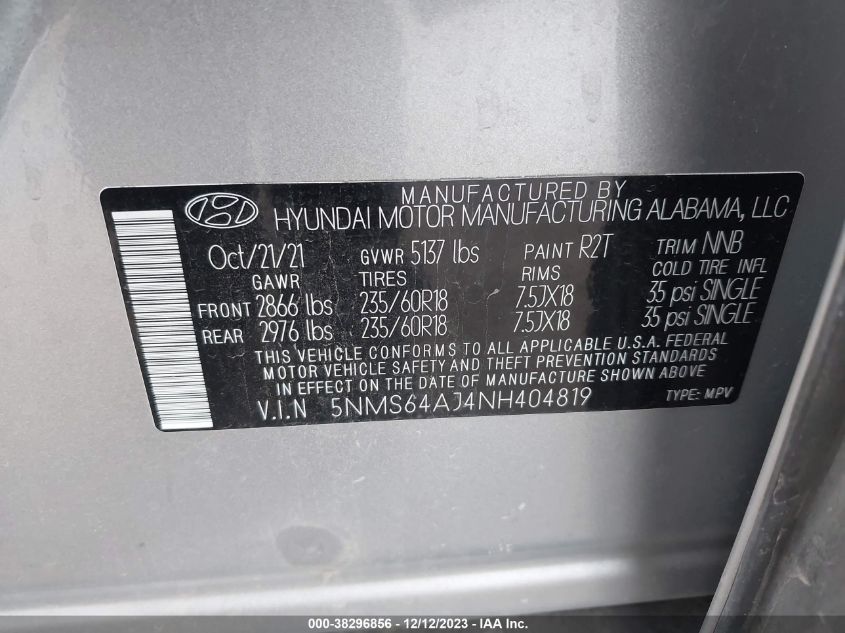 MANUFACTURED BY
HYUNDAI MOTOR MANUFACTURING ALABAMA, LLC
Oct/21/21 GVWR 5137 lbs PAINT R2T TRIM NNB
GAWR TIRES RIMS COLD TIRE INFL
FRONT 2866 lbs 235/60R18 7.5JX18 35 psi SINGLE
REAR 2976 lbs 235/60R18 7.5JX18 35 psi SINGLE
THIS VEHICLE CONFORMS TO ALL APPLICABLE U.S.A. FEDERAL
MOTOR VEHICLE SAFETY AND THEFT PREVENTION STANDARDS
IN EFFECT ON THE DATE OF MANUFACTURE SHOWN ABOVE
V.I.N 5NMS64AJ4NH404819 TYPE: MPV
000-38296856 - 12/12/2023 - IAA Inc.